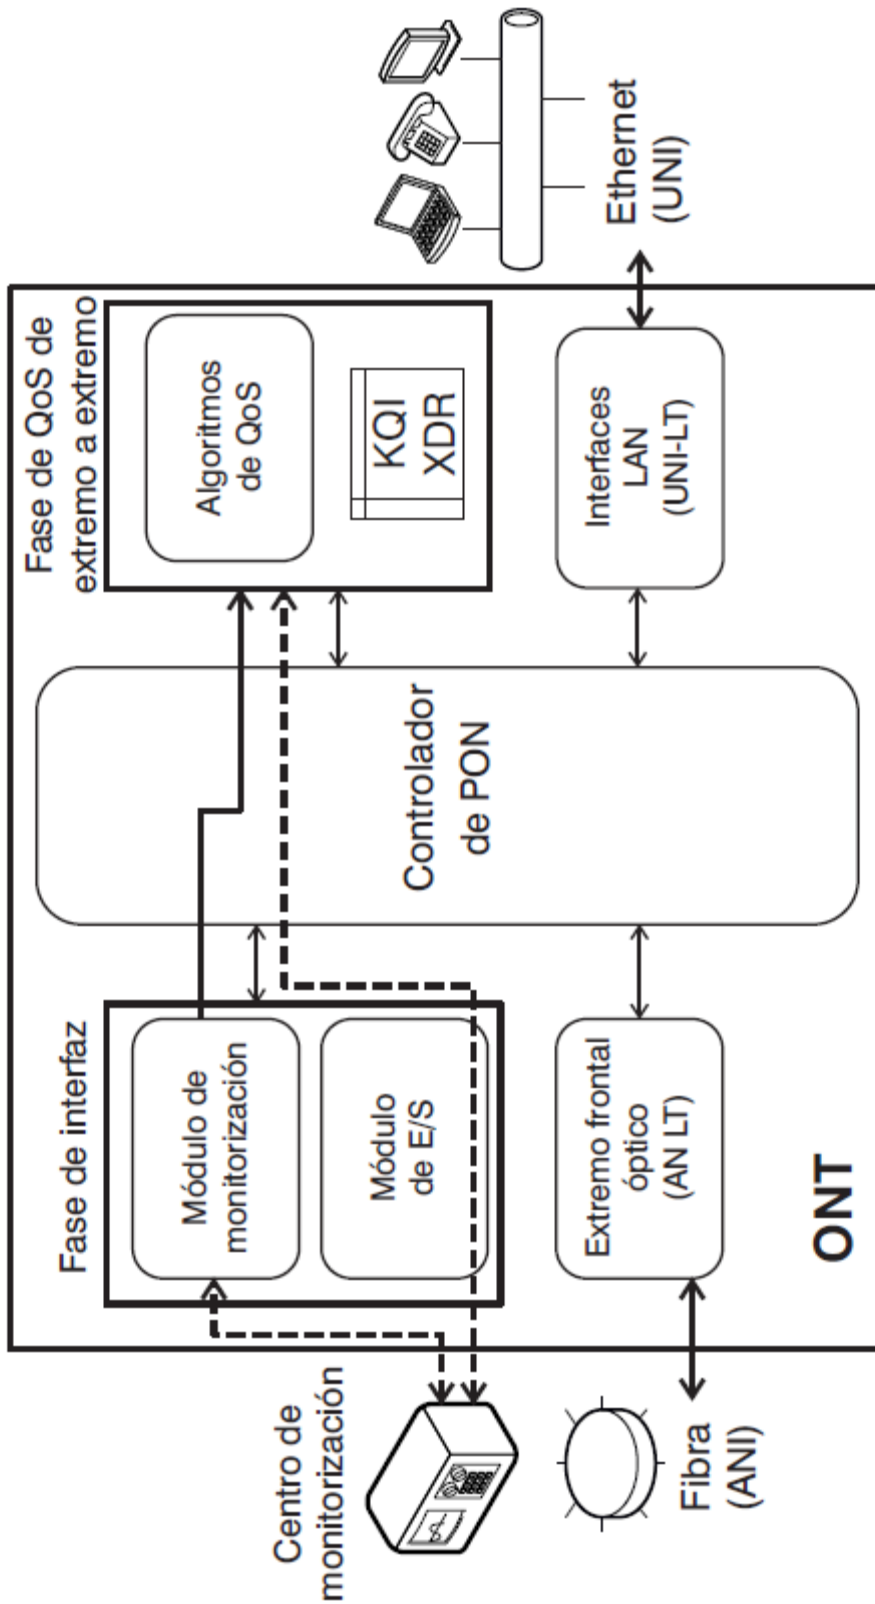 Centro de
monitorización
Fibra
(ANI)
Fase de interfaz
Módulo de
monitorización
Módulo
de E/S
Extremo frontal
óptico
(AN LT)
ONT
Controlador
de PON
Fase de QoS de
extremo a extremo
Algoritmos
de QoS
KQI
XDR
Interfaces
LAN
(UNI-LT)
Ethernet
(UNI)